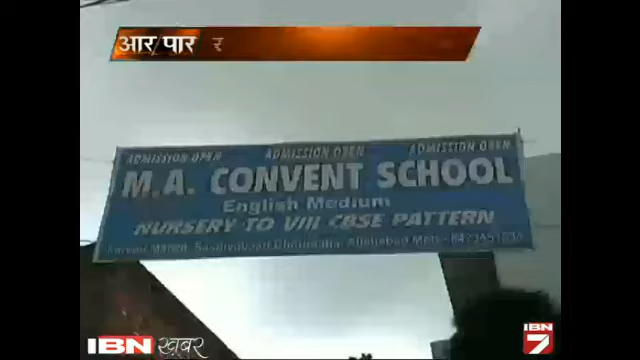 आर पार र
ADMISSION OPEN ADMISSION OPEN ADMISSION OPEN
M.A. CONVENT SCHOOL
English Medium
NURSERY TO VIII CBSE PATTERN
Allahabad
IBN खबर
IBN
7